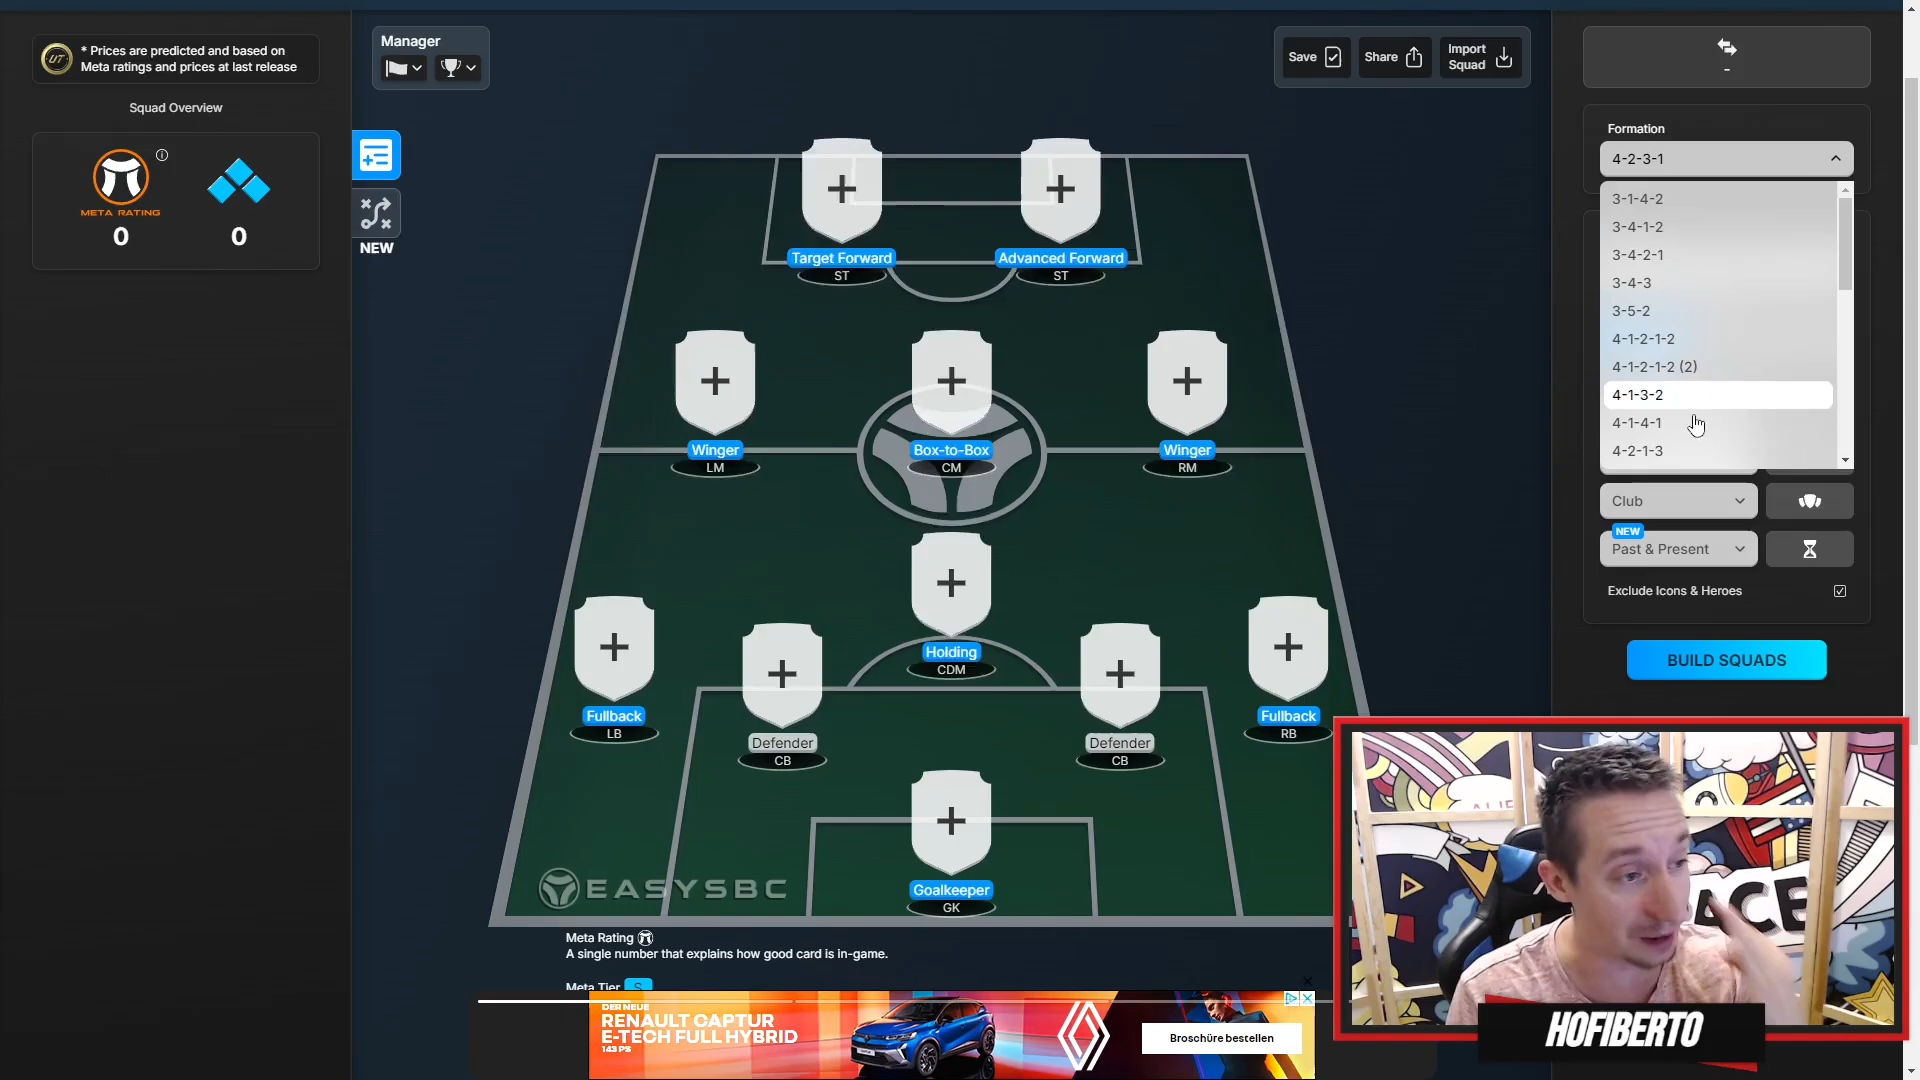 * Prices are predicted and based on
Meta ratings and prices at last release
Squad Overview
META RATING
0
0
Manager
NEW
Save
Share
Import
Squad
-
Formation
4-2-3-1
3-1-4-2
3-4-1-2
3-4-2-1
3-4-3
3-5-2
4-1-2-1-2
4-1-2-1-2 (2)
4-1-3-2
4-1-4-1
4-2-1-3
Club
NEW
Past & Present
Exclude Icons & Heroes
BUILD SQUADS
Target Forward
ST
Advanced Forward
ST
Winger
LM
Box-to-Box
CM
Winger
RM
Holding
CDM
Fullback
LB
Defender
CB
Defender
CB
Fullback
RB
Goalkeeper
GK
EASYSBC
Meta Rating
A single number that explains how good card is in-game.
Meta Tier S
DER NEUE
RENAULT CAPTUR
E-TECH FULL HYBRID
143 PS
Broschüre bestellen
ACE
HOFIBERTO